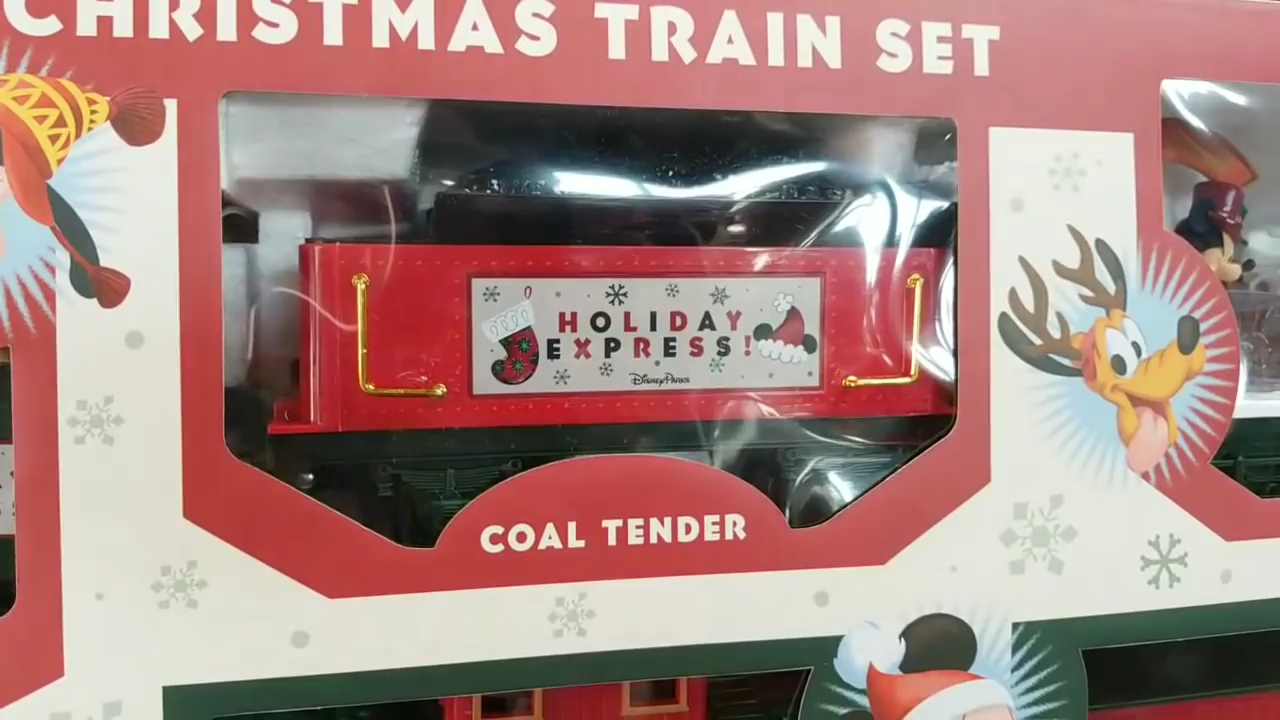 CHRISTMAS TRAIN SET
HOLIDAY
EXPRESS!
Disney Parks
COAL TENDER